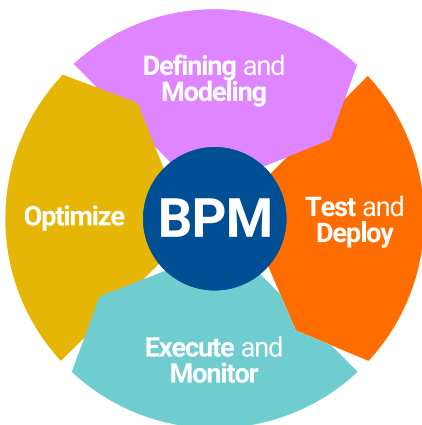 Defining and
Modeling
Optimize
BPM
Test and
Deploy
Execute and
Monitor